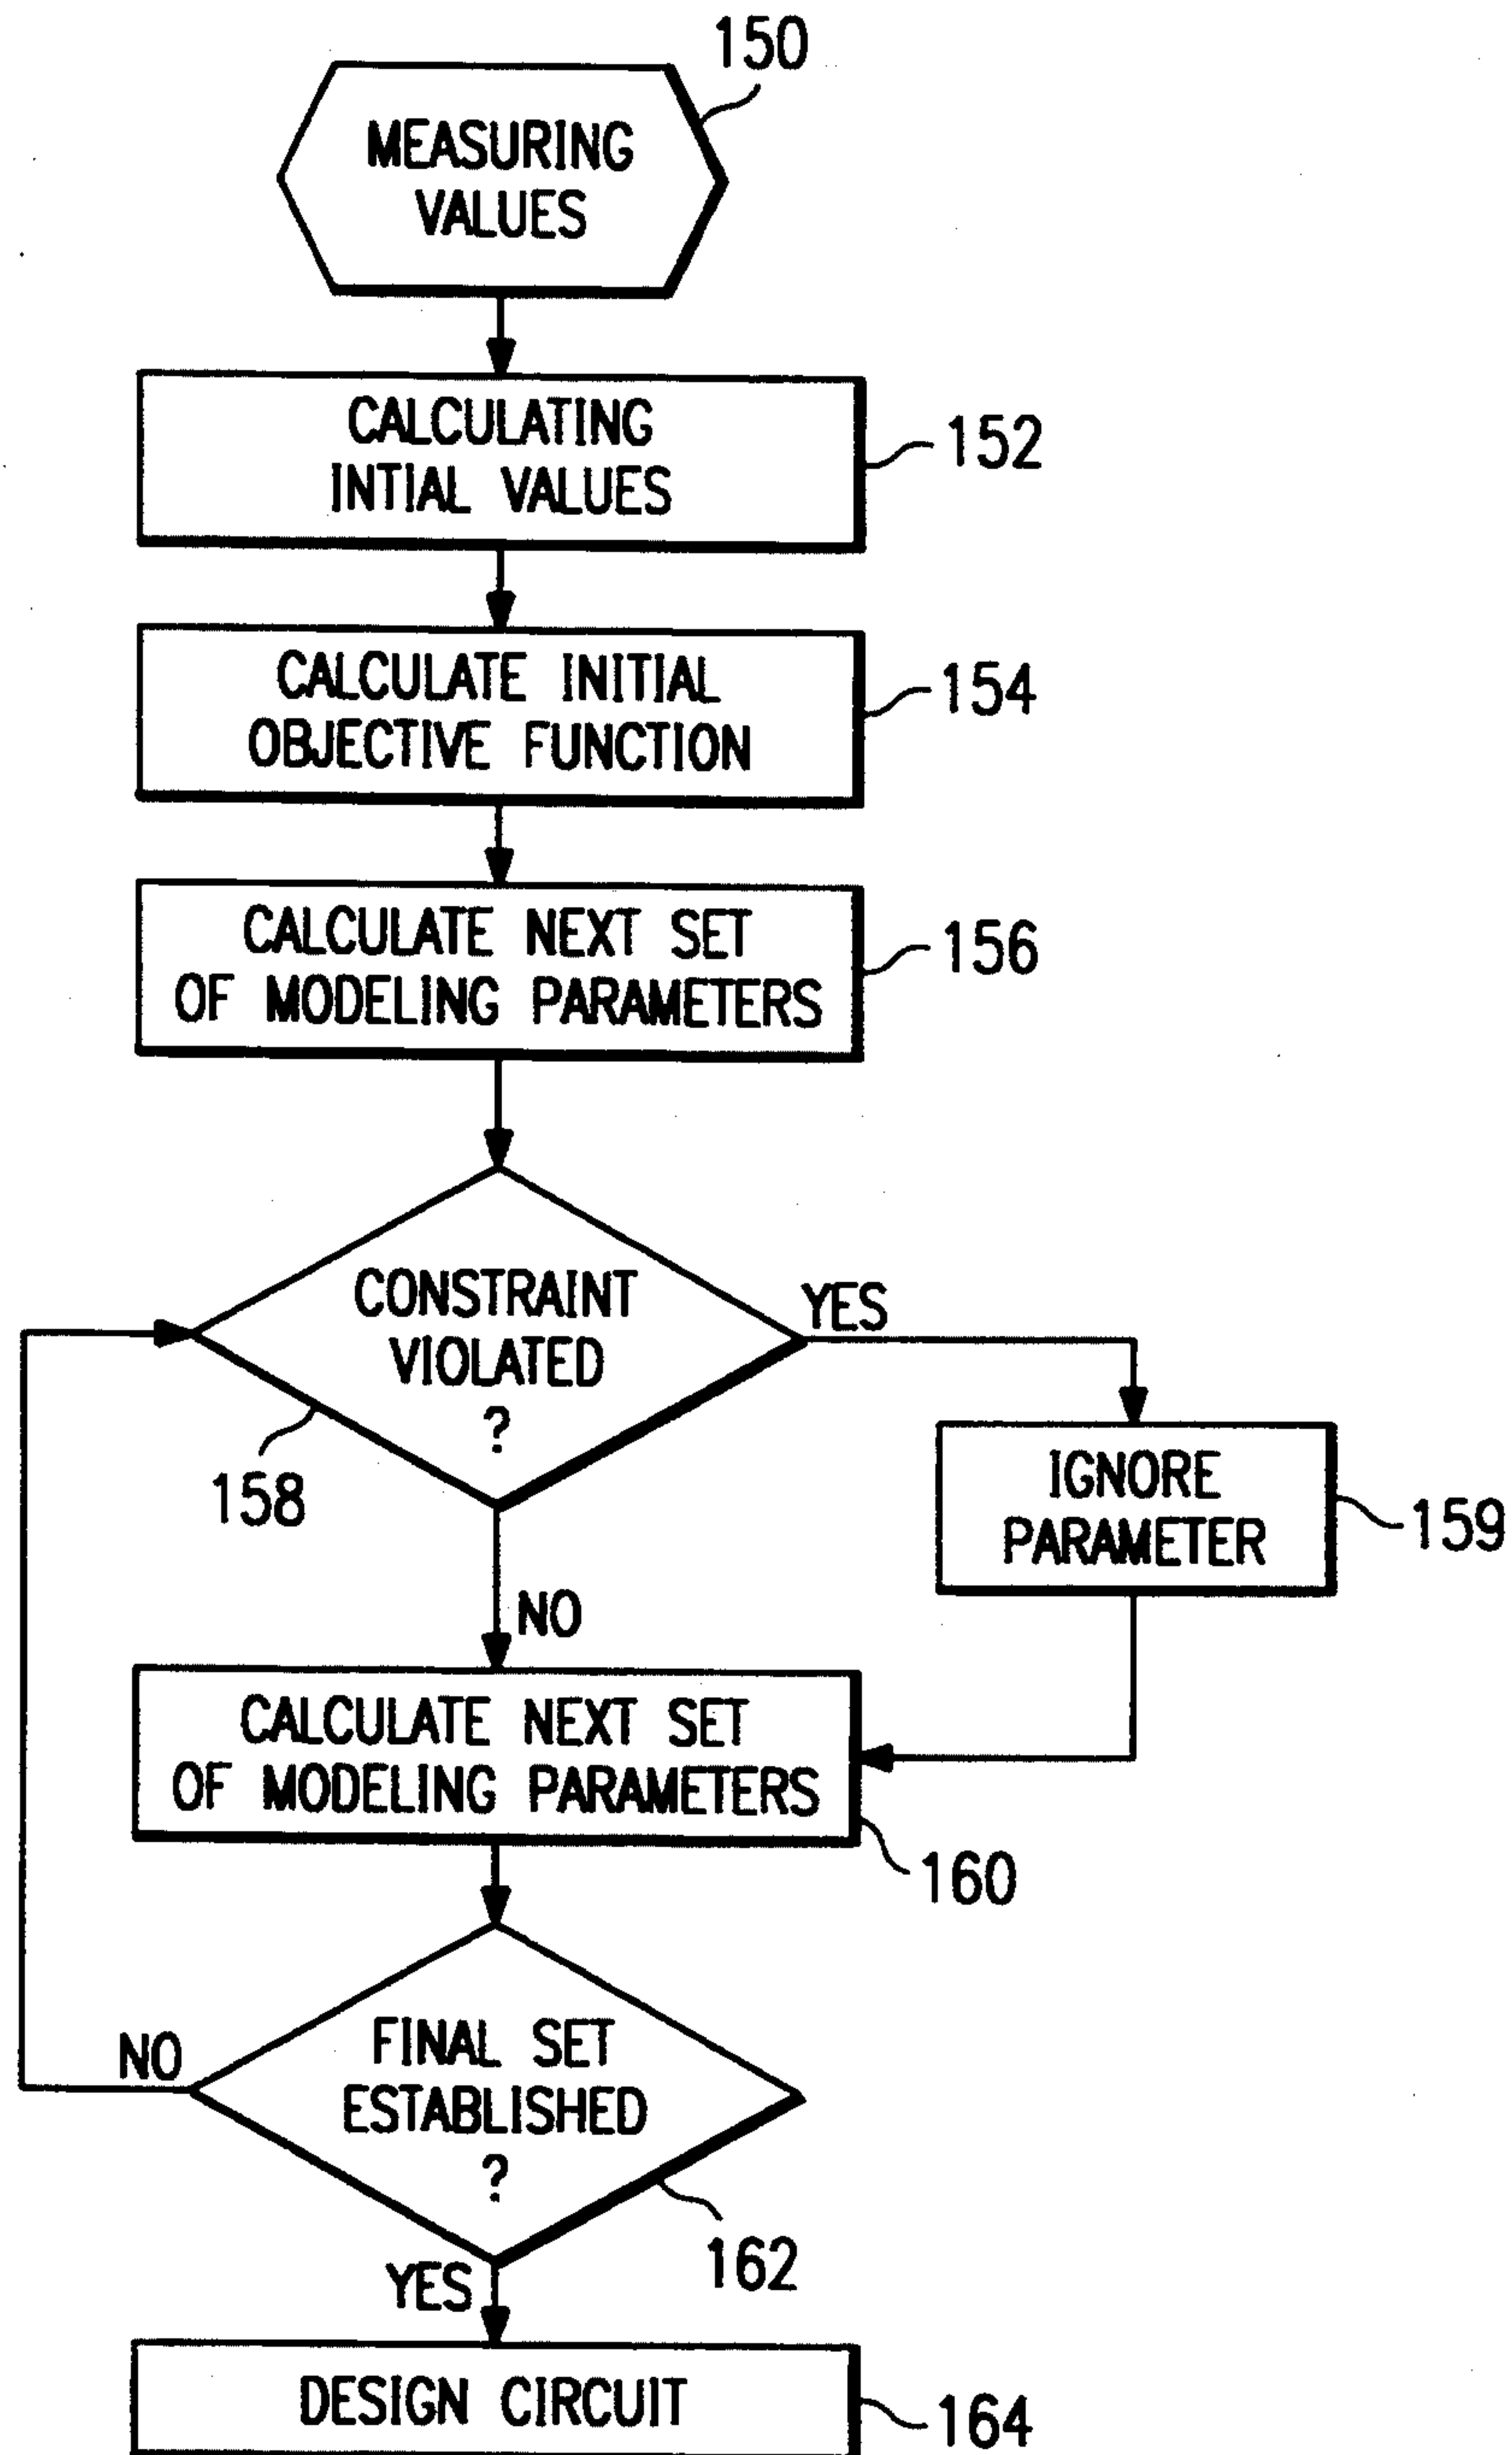 150
MEASURING
VALUES
CALCULATING
INTIAL VALUES
152
CALCULATE INITIAL
OBJECTIVE FUNCTION
154
CALCULATE NEXT SET
OF MODELING PARAMETERS
156
CONSTRAINT
VIOLATED
?
YES
158
IGNORE
PARAMETER
159
NO
CALCULATE NEXT SET
OF MODELING PARAMETERS
160
FINAL SET
ESTABLISHED
?
NO
162
YES
DESIGN CIRCUIT
164